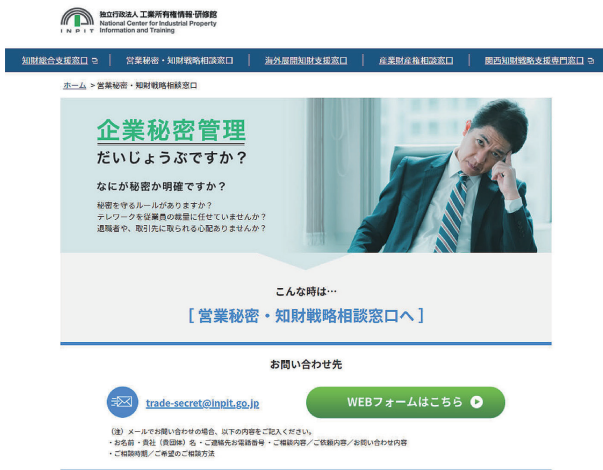 独立行政法人 工業所有権情報・研修館
National Center for Industrial Property
Information and Training
INPIT
知財総合支援窓口
営業秘密・知財戦略相談窓口
海外展開知財支援窓口
産業財産権相談窓口
関西知財戦略支援専門窓口
ホーム > 営業秘密・知財戦略相談窓口
企業秘密管理
だいじょうぶですか？
なにが秘密か明確ですか？
秘密を守るルールがありますか？
テレワークを従業員の裁量に任せていませんか？
退職者や、取引先に取られる心配ありませんか？
こんな時は…
［営業秘密・知財戦略相談窓口へ］
お問い合わせ先
trade-secret@inpit.go.jp
WEBフォームはこちら
（注）メールでお問い合わせの場合、以下の内容をご記入ください。
・お名前・貴社（貴団体）名・ご連絡先お電話番号・ご相談内容／ご依頼内容／お問い合わせ内容
・ご相談時期／ご希望のご相談方法